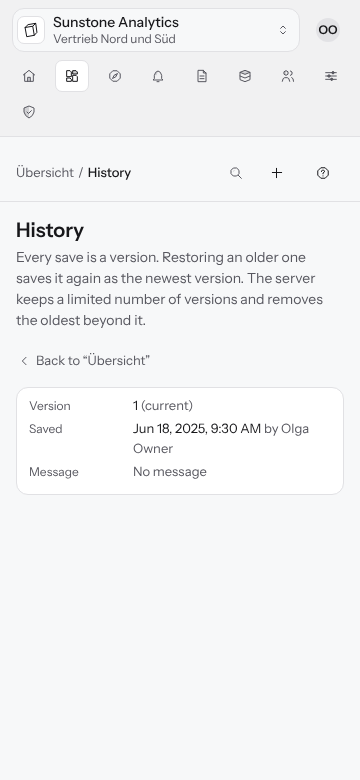 Sunstone Analytics
Vertrieb Nord und Süd
OO
Übersicht / History
History
Every save is a version. Restoring an older one
saves it again as the newest version. The server
keeps a limited number of versions and removes
the oldest beyond it.
Back to “Übersicht”
Version 1 (current)
Saved Jun 18, 2025, 9:30 AM by Olga
Owner
Message No message